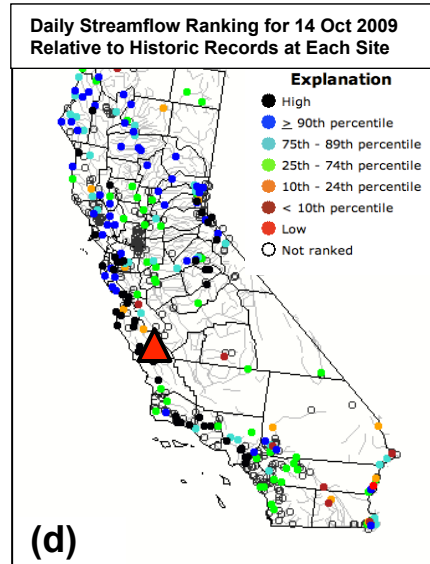 Daily Streamflow Ranking for 14 Oct 2009
Relative to Historic Records at Each Site
Explanation
High
≥ 90th percentile
75th - 89th percentile
25th - 74th percentile
10th - 24th percentile
< 10th percentile
Low
Not ranked
(d)